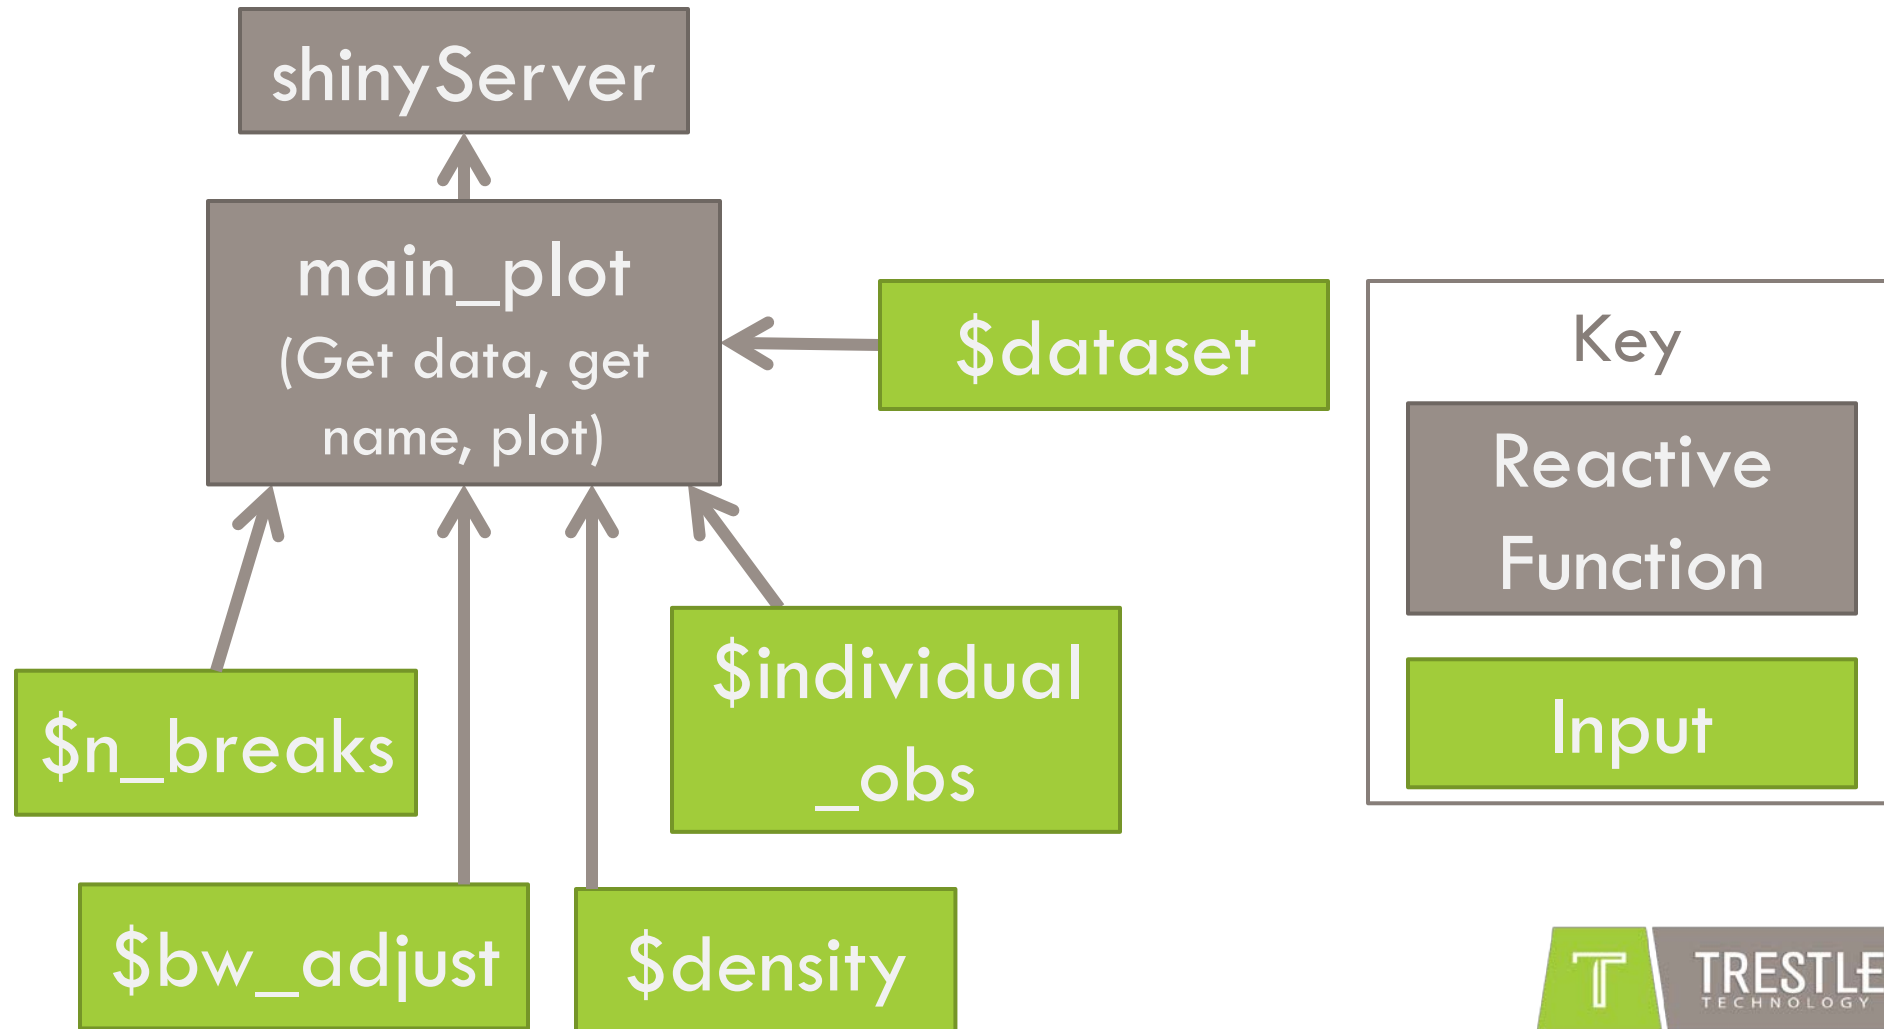 shinyServer
main_plot
(Get data, get
name, plot)
$dataset
$n_breaks
$bw_adjust
$density
$individual
_obs
Key
Reactive
Function
Input
T
TRESTLE
TECHNOLOGY